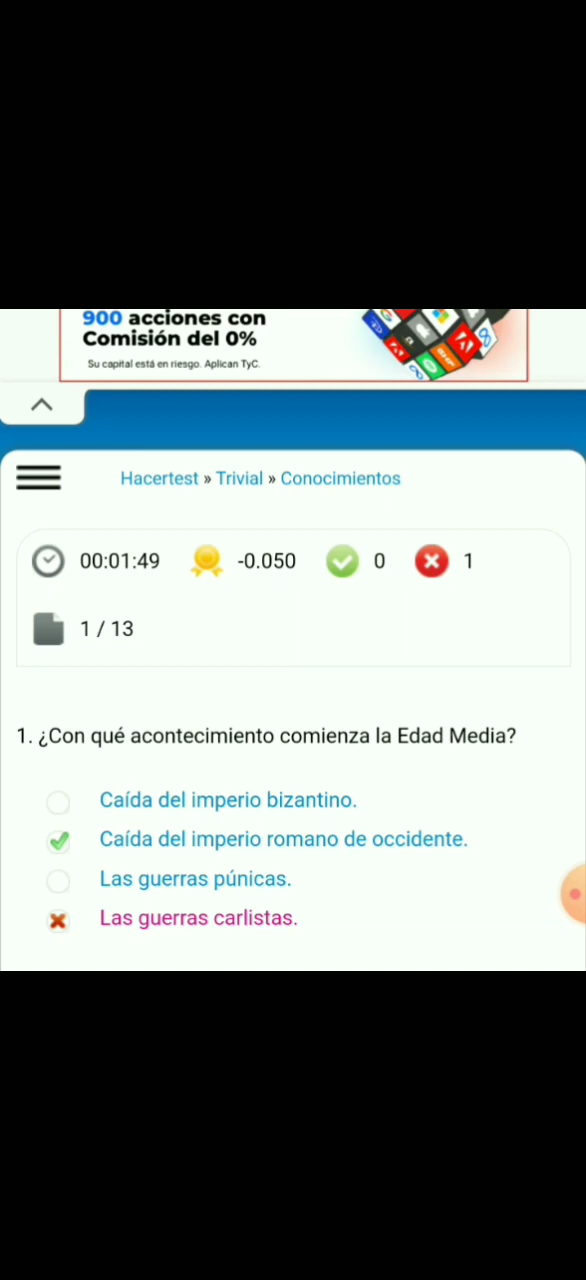 900 acciones con
Comisión del 0%
Su capital está en riesgo. Aplican TyC.
Hacertest » Trivial » Conocimientos
00:01:49 -0.050 0 1
1 / 13
1. ¿Con qué acontecimiento comienza la Edad Media?
Caída del imperio bizantino.
Caída del imperio romano de occidente.
Las guerras púnicas.
Las guerras carlistas.